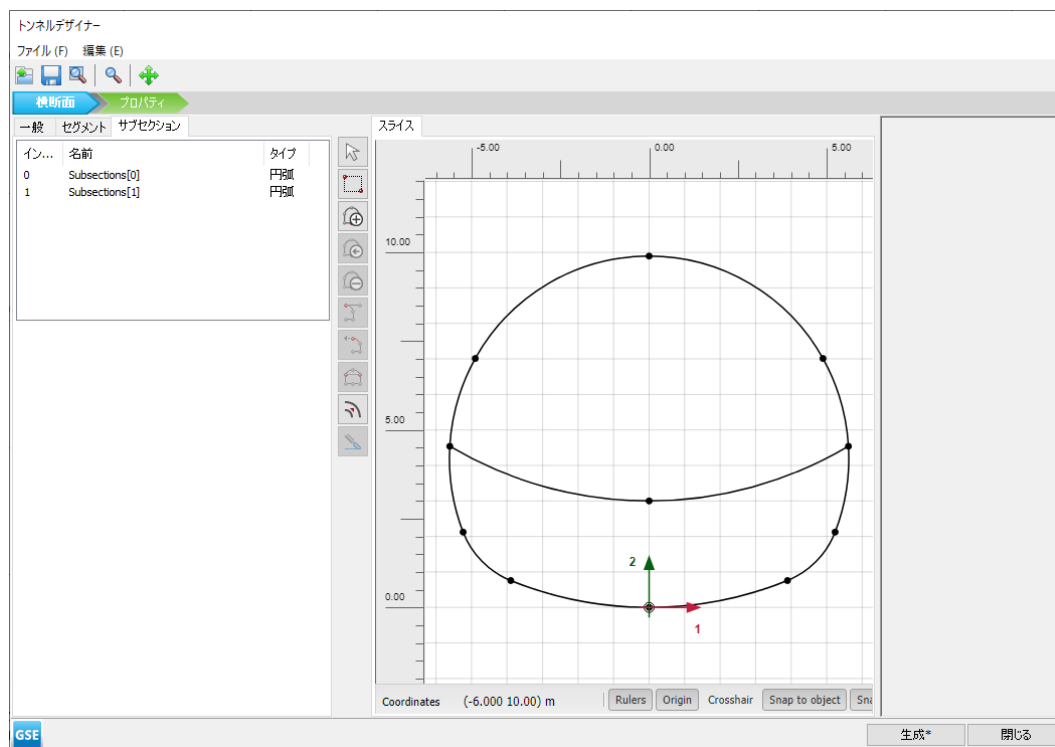 トンネルデザイナー
ファイル (F) 編集 (E)
横断面 プロパティ
一般 セグメント サブセクション
イン... 名前 タイプ
0 Subsections[0] 円弧
1 Subsections[1] 円弧
スライス
-5.00 0.00 5.00
10.00
5.00
0.00
2
1
Coordinates (-6.000 10.00) m Rulers Origin Crosshair Snap to object Sna
GSE 生成* 閉じる